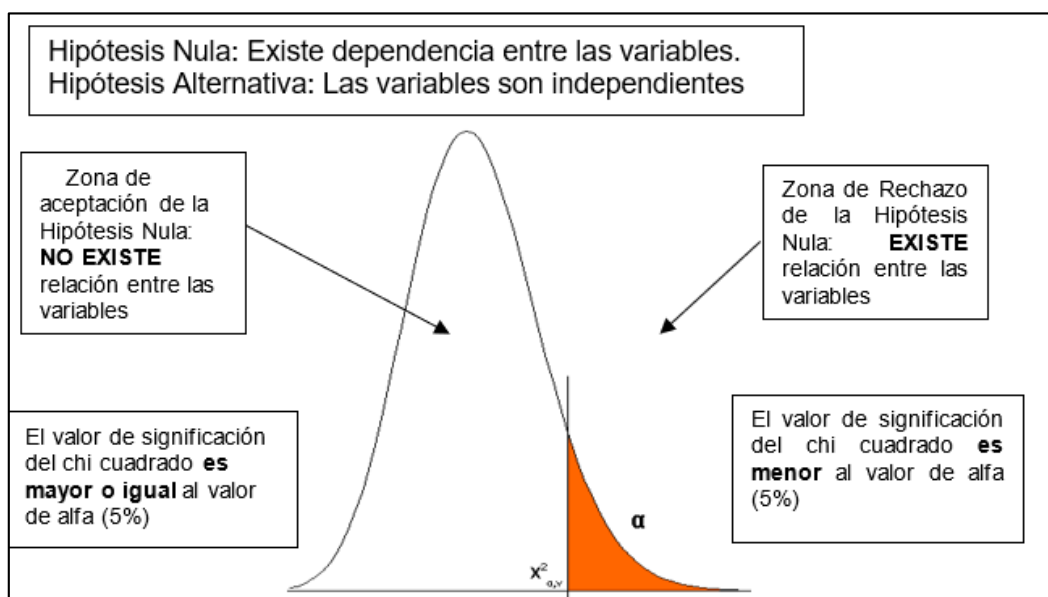 Hipótesis Nula: Existe dependencia entre las variables.
Hipótesis Alternativa: Las variables son independientes
Zona de
aceptación de la
Hipótesis Nula:
NO EXISTE
relación entre las
variables
Zona de Rechazo
de la Hipótesis
Nula: EXISTE
relación entre las
variables
El valor de significación
del chi cuadrado es
mayor o igual al valor
de alfa (5%)
El valor de significación
del chi cuadrado es
menor al valor de alfa
(5%)
α
X²α,v